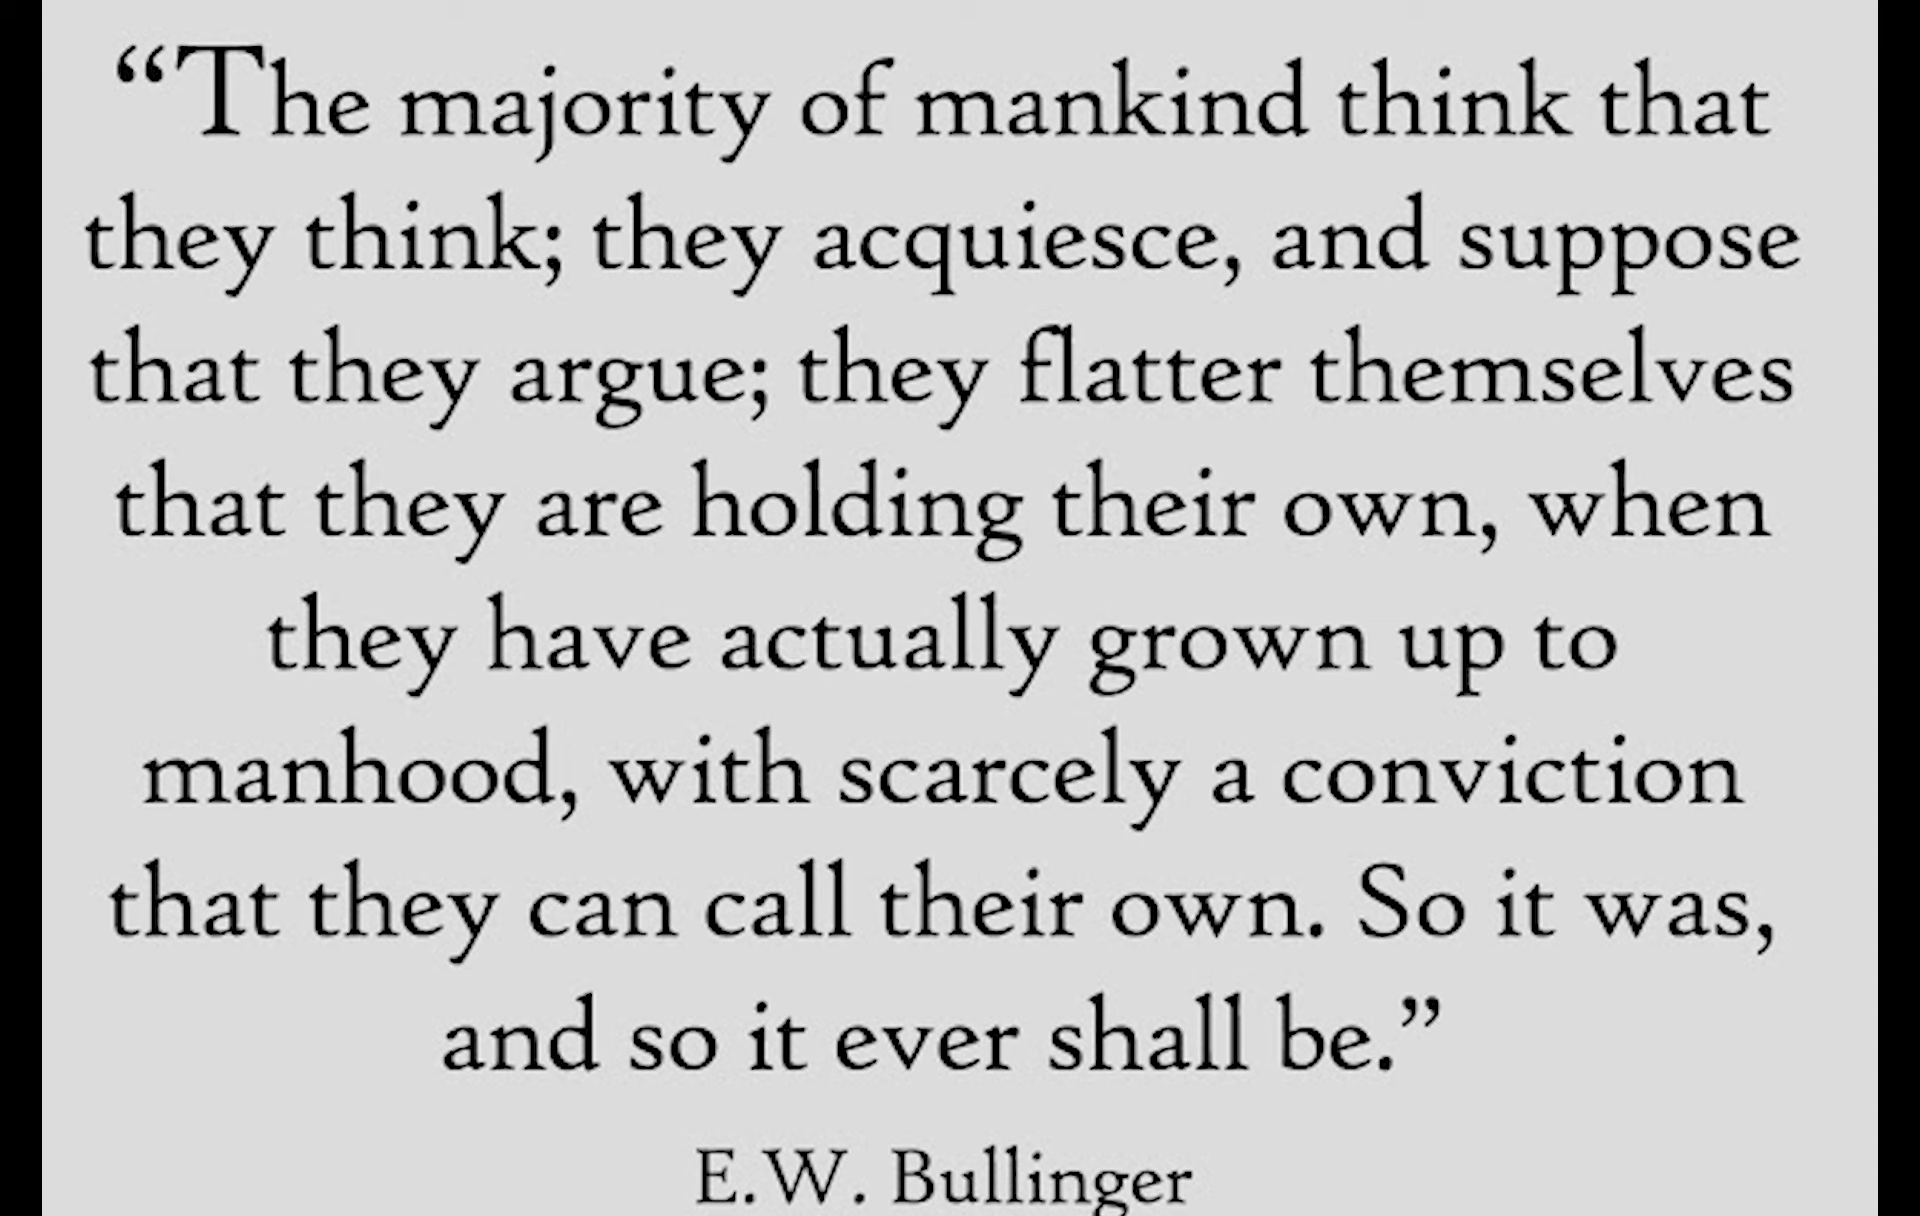 “The majority of mankind think that
they think; they acquiesce, and suppose
that they argue; they flatter themselves
that they are holding their own, when
they have actually grown up to
manhood, with scarcely a conviction
that they can call their own. So it was,
and so it ever shall be.”
E.W. Bullinger